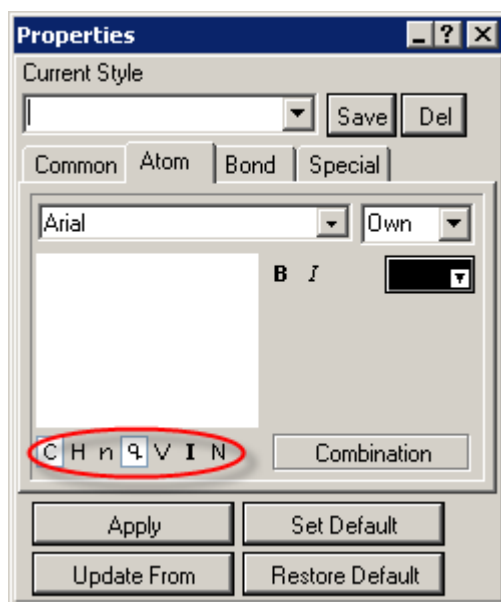 Properties
Current Style
Save Del
Common Atom Bond Special
Arial Own
B I
C H n q V I N Combination
Apply Set Default
Update From Restore Default